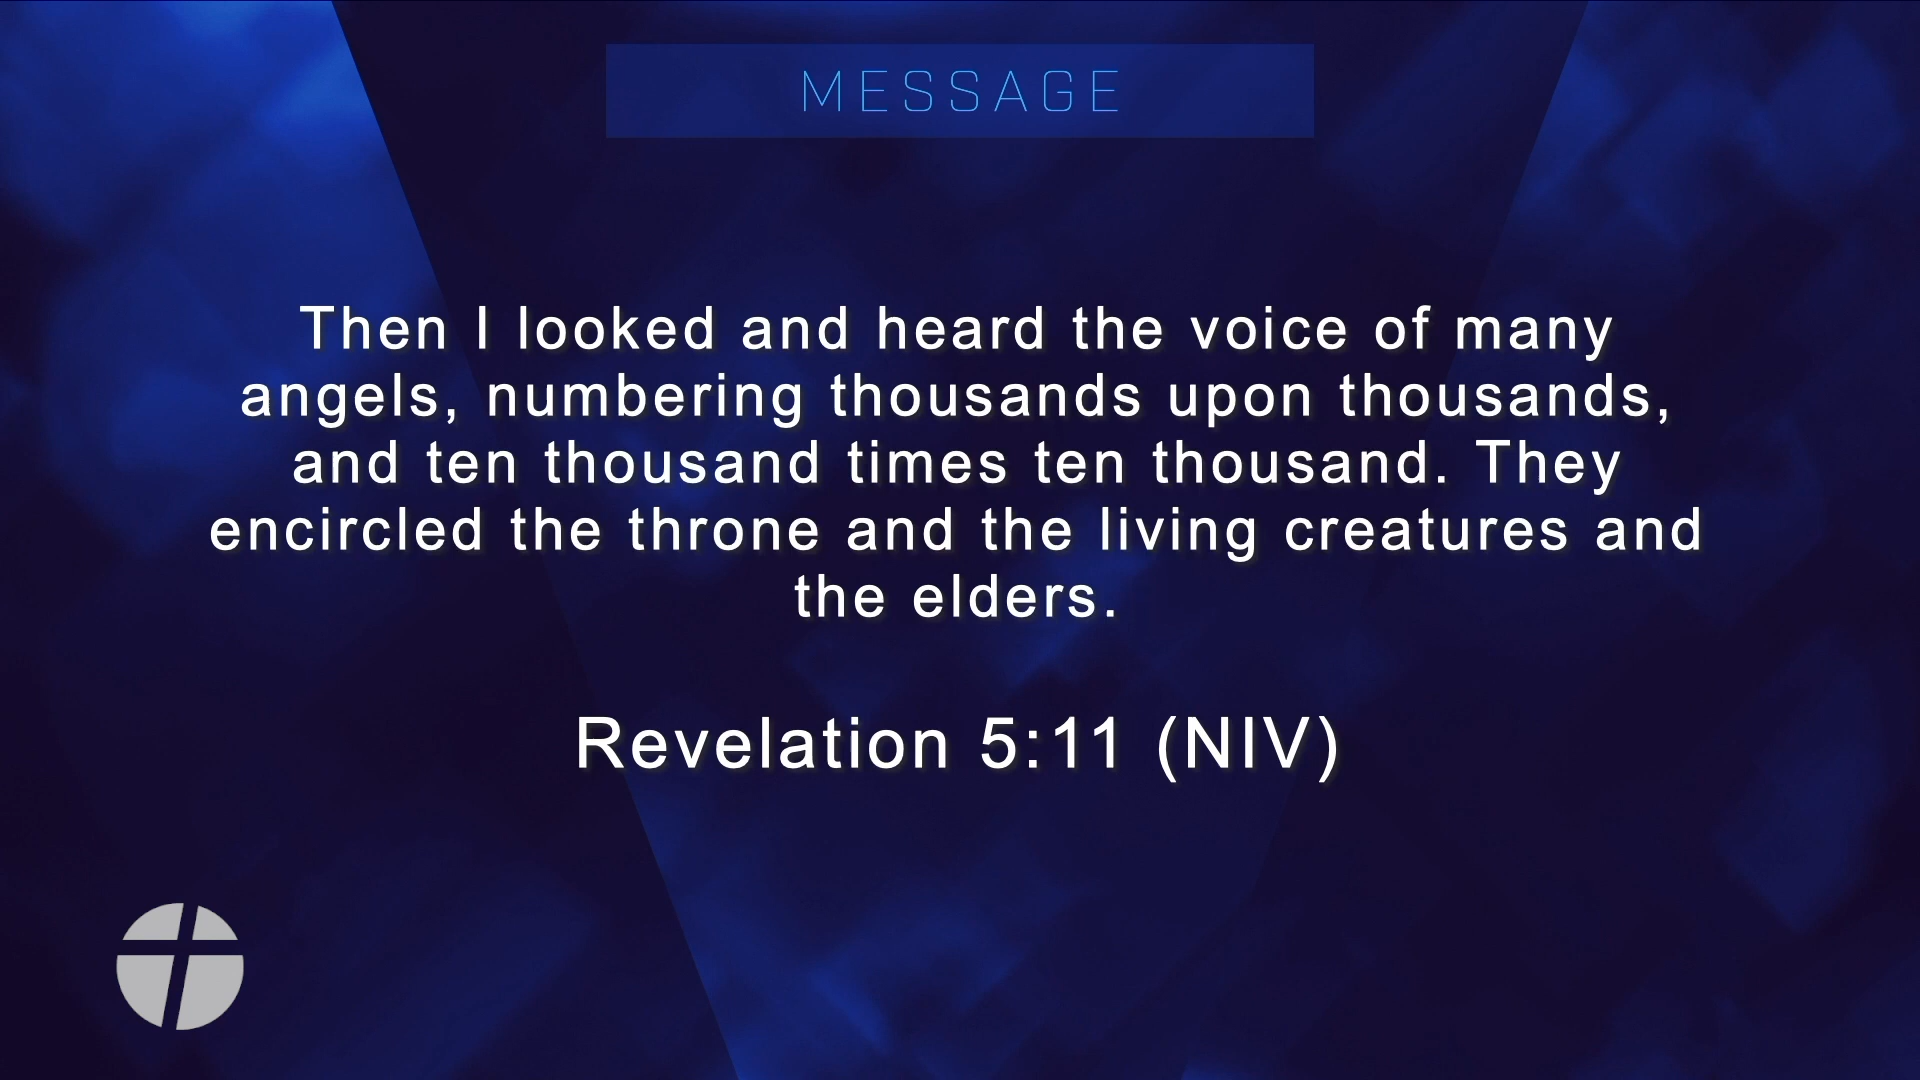 MESSAGE
Then I looked and heard the voice of many
angels, numbering thousands upon thousands,
and ten thousand times ten thousand. They
encircled the throne and the living creatures and
the elders.
Revelation 5:11 (NIV)